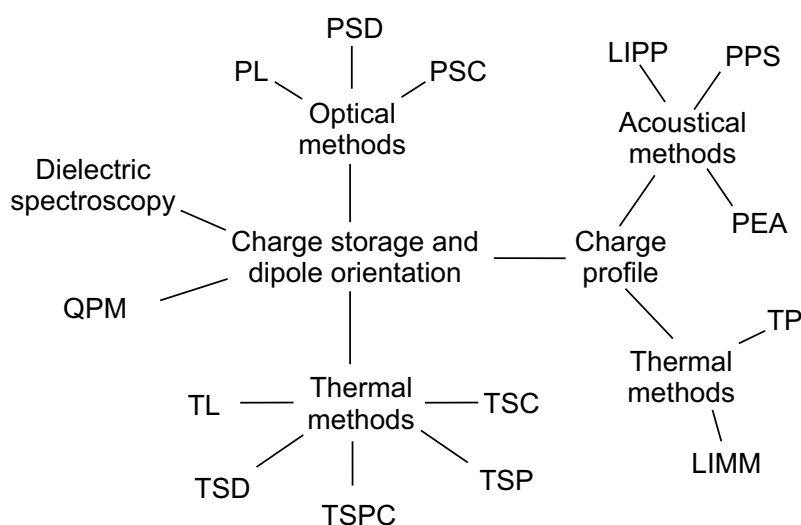 PSD
PL
PSC
Optical
methods
LIPP
PPS
Acoustical
methods
PEA
Dielectric
spectroscopy
Charge storage and
dipole orientation
Charge
profile
QPM
TP
Thermal
methods
LIMM
Thermal
methods
TL
TSC
TSD
TSP
TSPC